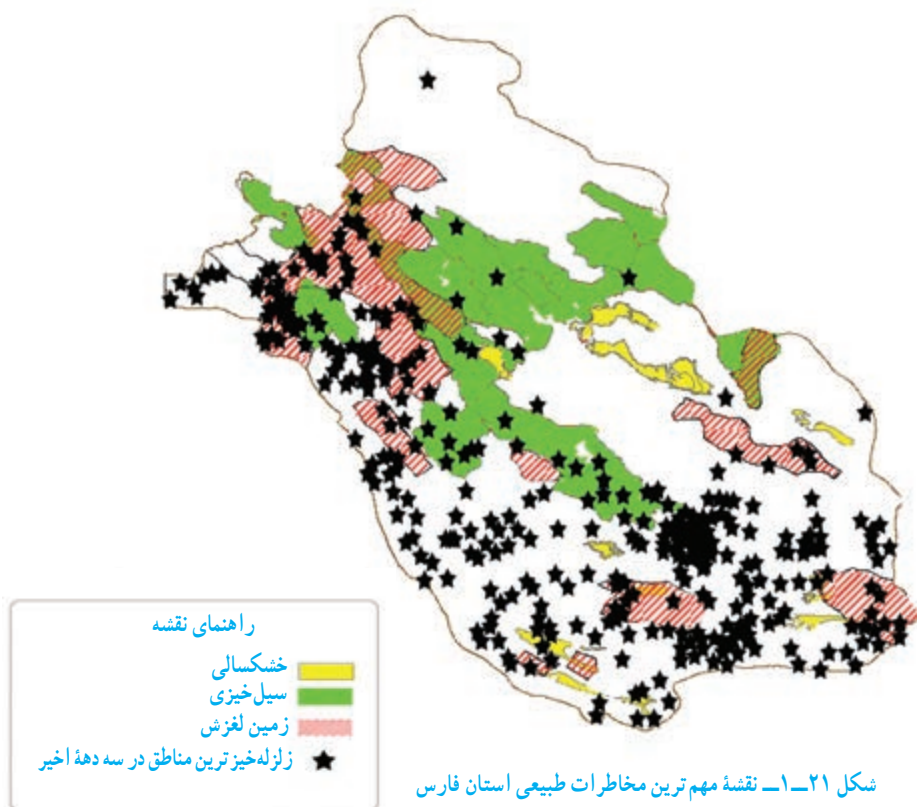 راهنمای نقشه
خشکسالی
سیل‌خیزی
زمین لغزش
زلزله‌خیزترین مناطق در سه دههٔ اخیر
شکل ۲۱ــ۱ــ نقشهٔ مهم‌ترین مخاطرات طبیعی استان فارس